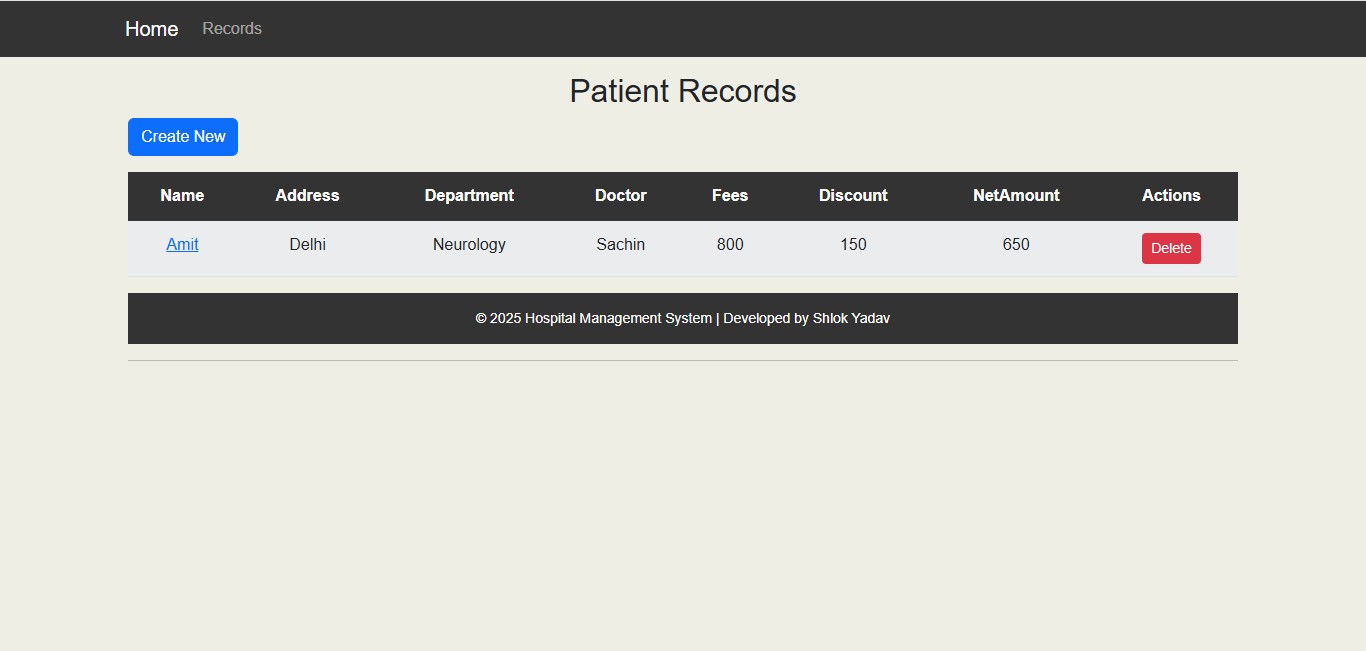 Home Records
Patient Records
Create New
Name Address Department Doctor Fees Discount NetAmount Actions
Amit Delhi Neurology Sachin 800 150 650 Delete
© 2025 Hospital Management System | Developed by Shlok Yadav